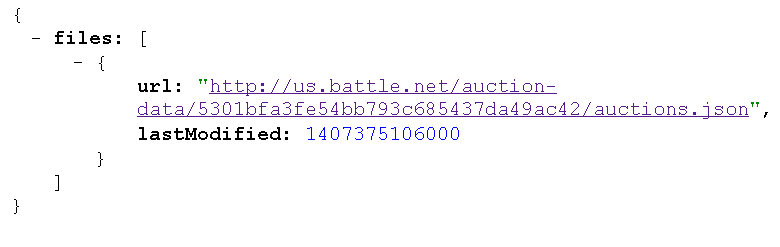 {
- files: [
- {
url: "http://us.battle.net/auction-
data/5301bfa3fe54bb793c685437da49ac42/auctions.json",
lastModified: 1407375106000
}
]
}